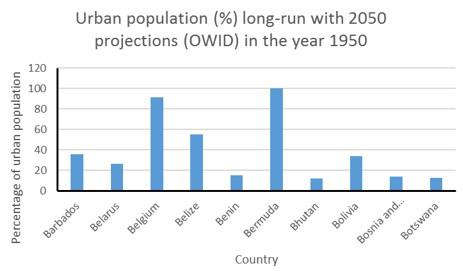 Urban population (%) long-run with 2050
projections (OWID) in the year 1950
Percentage of urban population
120
100
80
60
40
20
0
Barbados
Belarus
Belgium
Belize
Benin
Bermuda
Bhutan
Bolivia
Bosnia and...
Botswana
Country